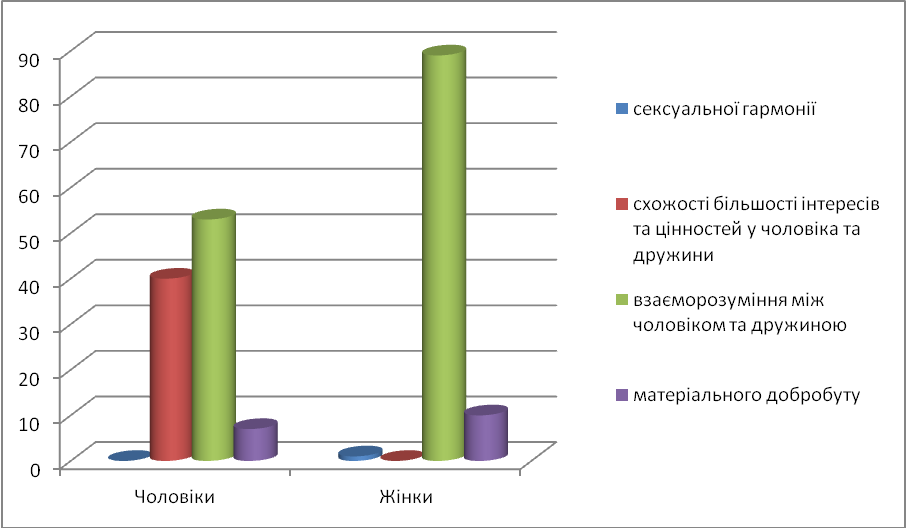 90
80
70
60
50
40
30
20
10
0
Чоловіки
Жінки
сексуальної гармонії
схожості більшості інтересів
та цінностей у чоловіка та
дружини
взаєморозуміння між
чоловіком та дружиною
матеріального добробуту